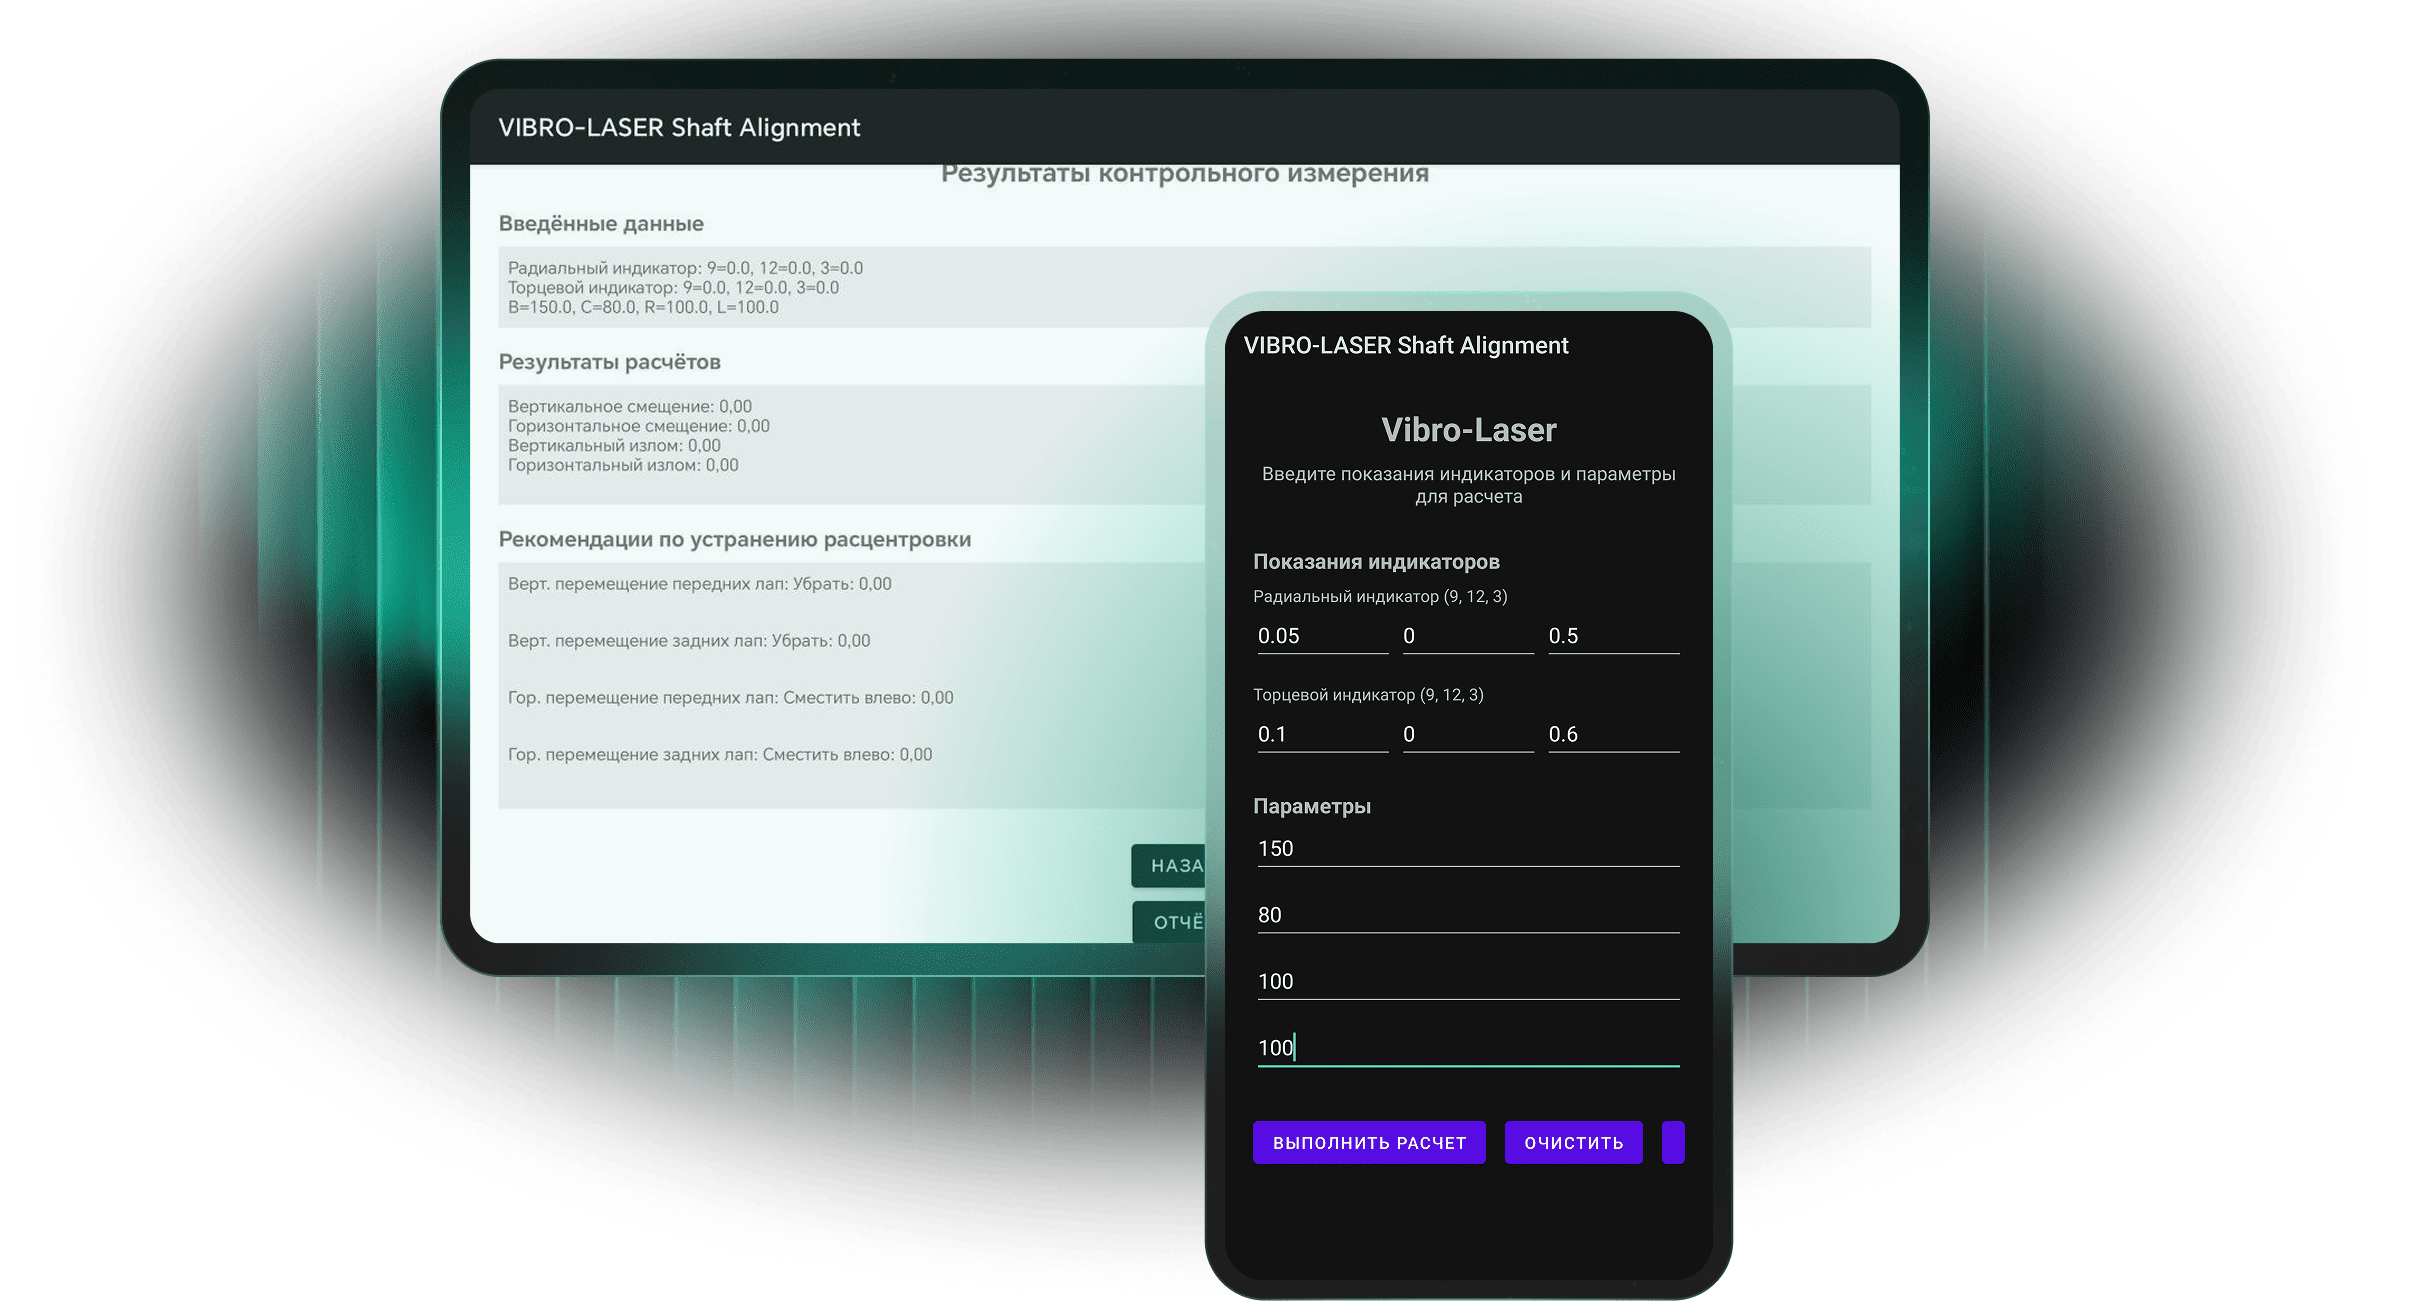 VIBRO-LASER Shaft Alignment
Результаты контрольного измерения
Введённые данные
Радиальный индикатор: 9=0.0, 12=0.0, 3=0.0
Торцевой индикатор: 9=0.0, 12=0.0, 3=0.0
B=150.0, C=80.0, R=100.0, L=100.0
Результаты расчётов
Вертикальное смещение: 0,00
Горизонтальное смещение: 0,00
Вертикальный излом: 0,00
Горизонтальный излом: 0,00
Рекомендации по устранению расцентровки
Верт. перемещение передних лап: Убрать: 0,00
Верт. перемещение задних лап: Убрать: 0,00
Гор. перемещение передних лап: Сместить влево: 0,00
Гор. перемещение задних лап: Сместить влево: 0,00
НАЗА
ОТЧЁ
VIBRO-LASER Shaft Alignment
Vibro-Laser
Введите показания индикаторов и параметры
для расчета
Показания индикаторов
Радиальный индикатор (9, 12, 3)
0.05 0 0.5
Торцевой индикатор (9, 12, 3)
0.1 0 0.6
Параметры
150
80
100
100
ВЫПОЛНИТЬ РАСЧЕТ ОЧИСТИТЬ